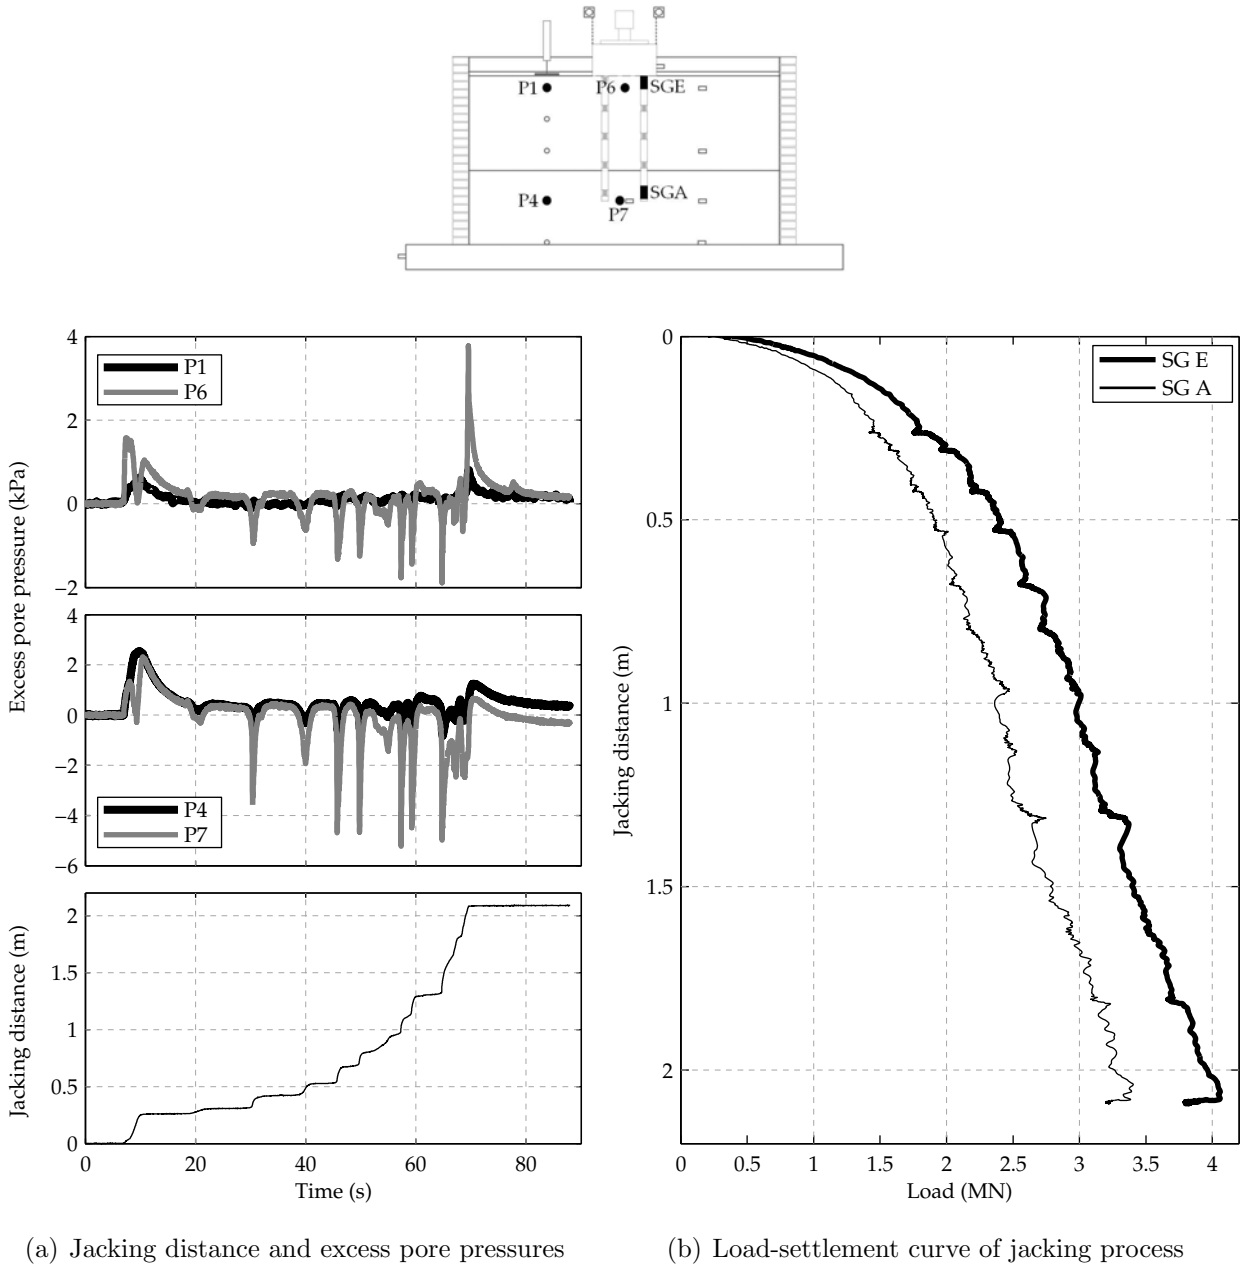 P1
P6
SGE
P4
P7
SGA
Excess pore pressure (kPa)
4
2
0
−2
P1
P6
4
2
0
−2
−4
−6
P4
P7
Jacking distance (m)
2
1.5
1
0.5
0
0 20 40 60 80
Time (s)
(a) Jacking distance and excess pore pressures
Jacking distance (m)
0
0.5
1
1.5
2
SG E
SG A
0 0.5 1 1.5 2 2.5 3 3.5 4
Load (MN)
(b) Load-settlement curve of jacking process